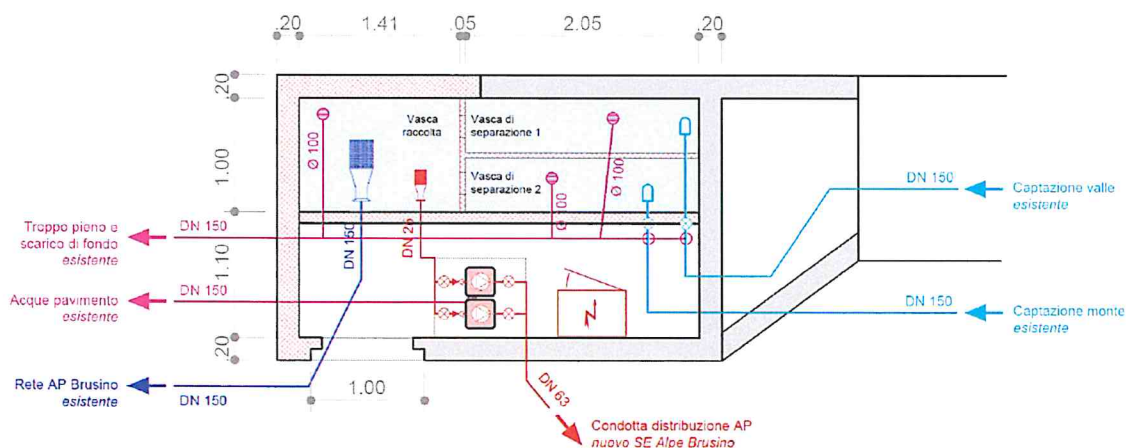 .20
1.41
.05
2.05
.20
.20
1.00
1.10
.20
Vasca
raccolta
Vasca di
separazione 1
Vasca di
separazione 2
Ø 100
Ø 100
Ø 100
DN 150
Captazione valle
esistente
Troppo pieno e
scarico di fondo
esistente
DN 150
DN 150
DN 25
Acque pavimento
esistente
DN 150
DN 150
Captazione monte
esistente
Rete AP Brusino
esistente
DN 150
1.00
DN 63
Condotta distribuzione AP
nuovo SE Alpe Brusino